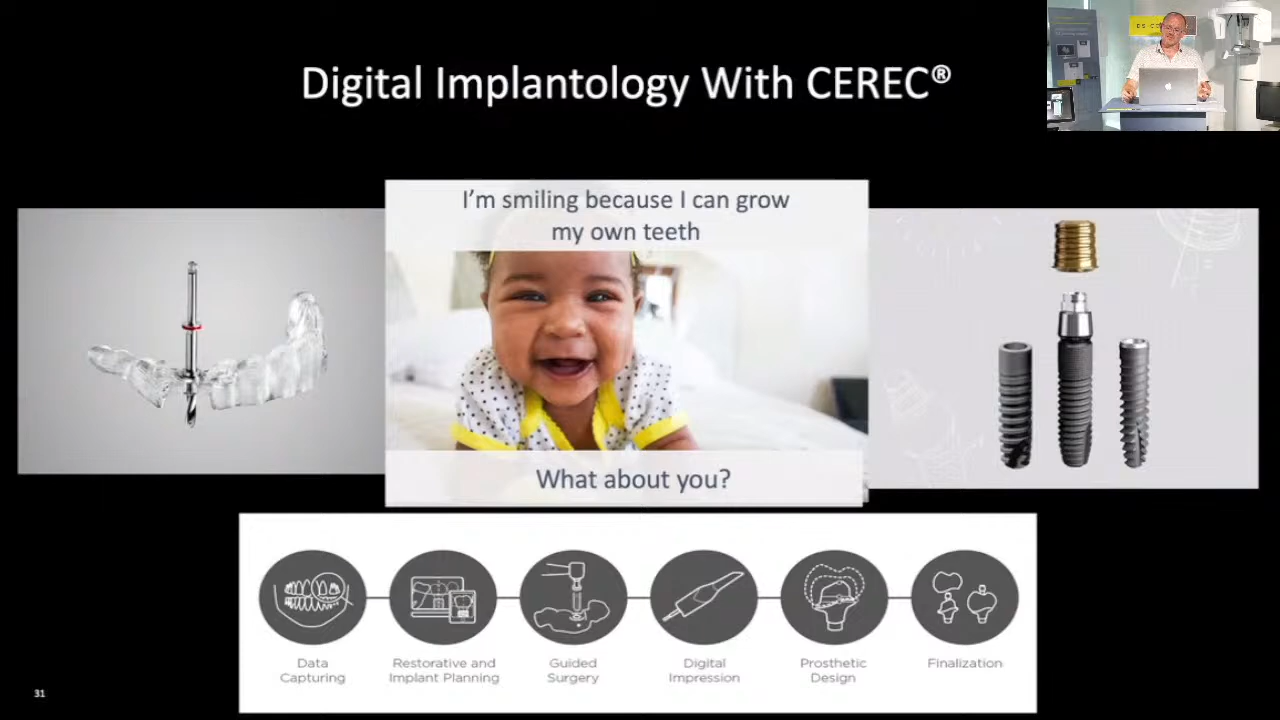 Digital Implantology With CEREC®
I'm smiling because I can grow
my own teeth
What about you?
Data
Capturing
Restorative and
Implant Planning
Guided
Surgery
Digital
Impression
Prosthetic
Design
Finalization
31